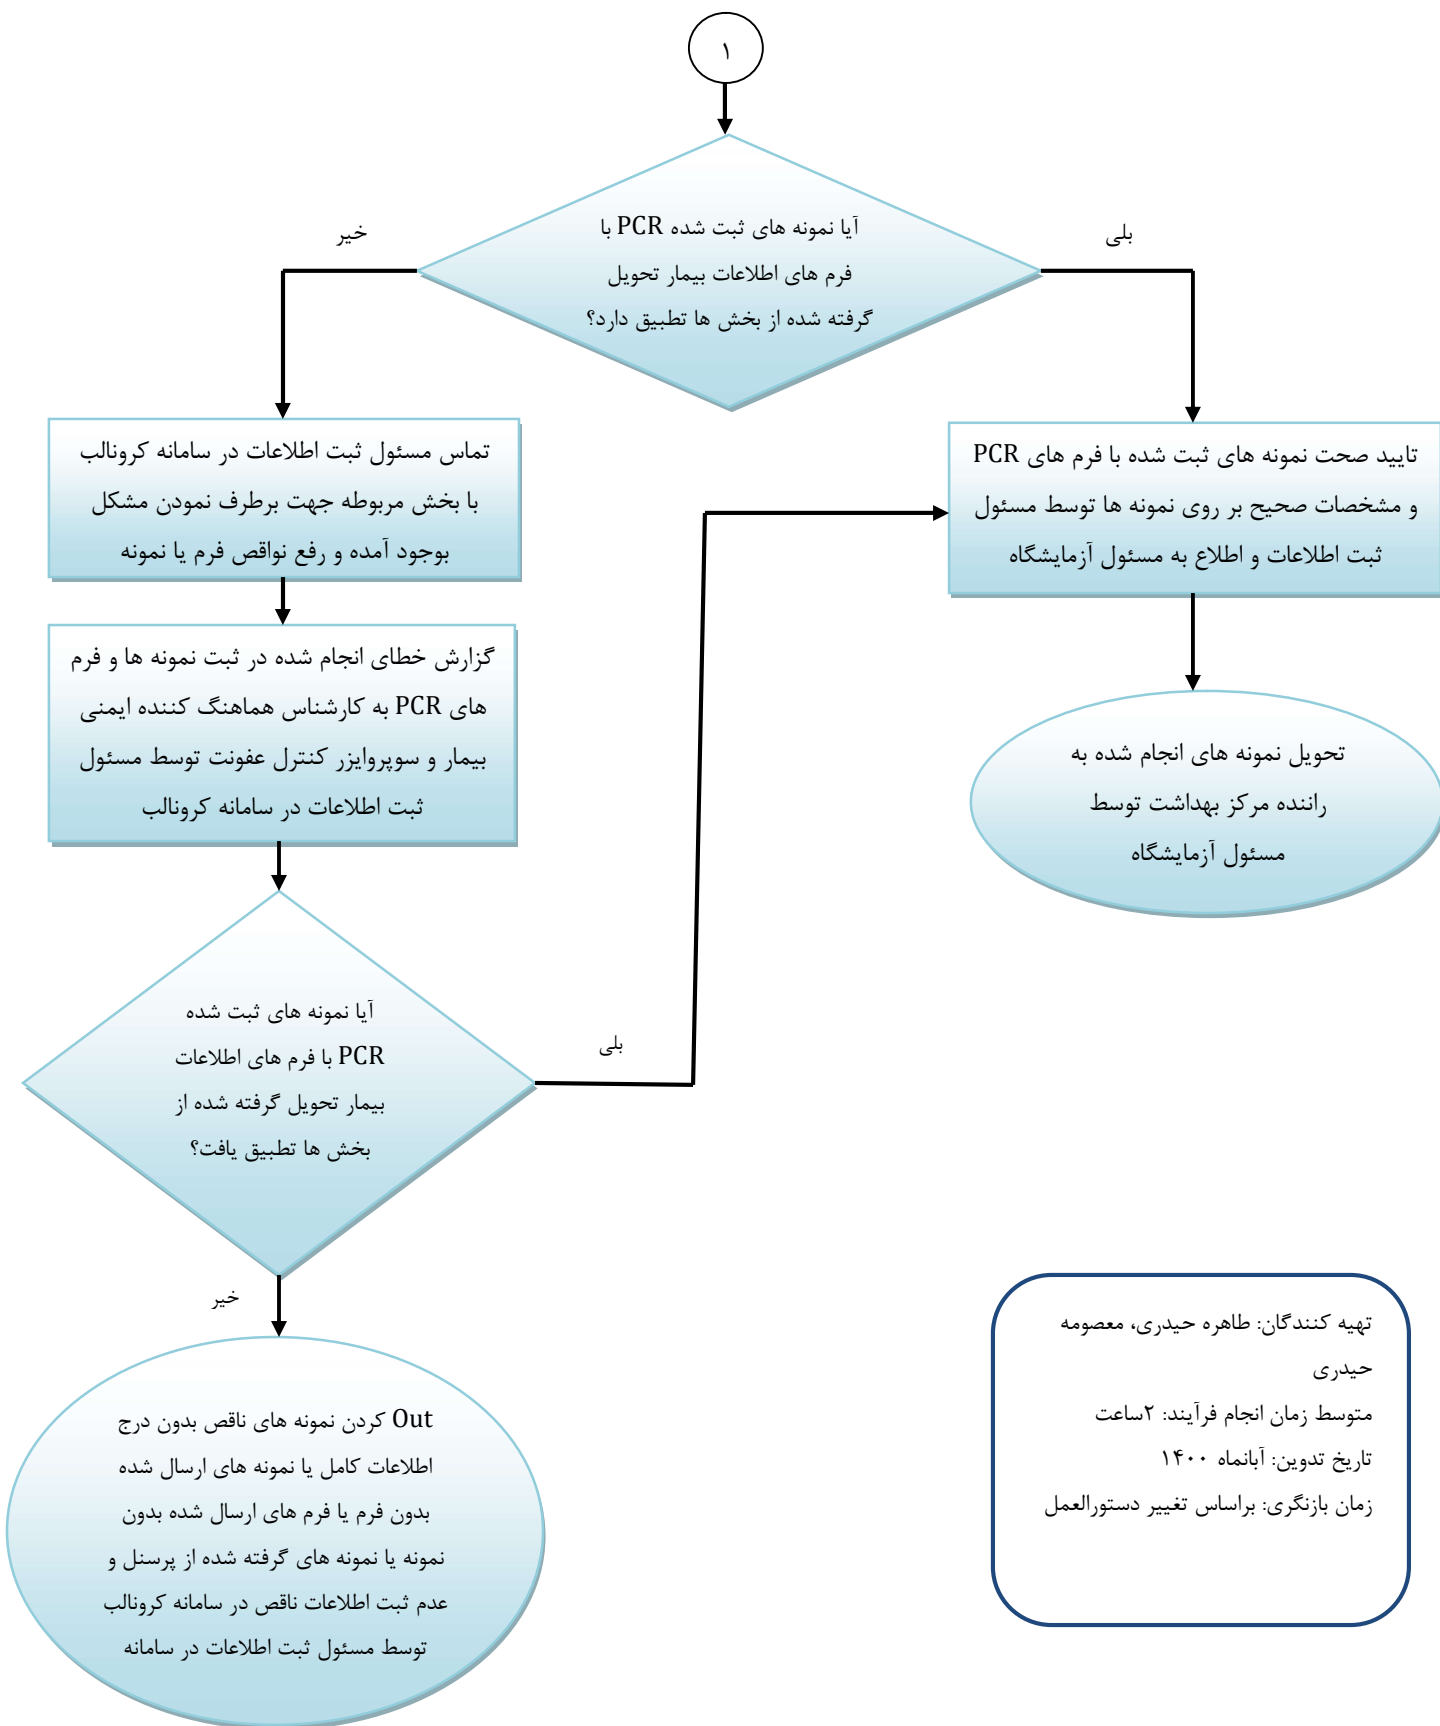 ۱
آیا نمونه های ثبت شده PCR با
فرم های اطلاعات بیمار تحویل
گرفته شده از بخش ها تطبیق دارد؟
بلی
خیر
تایید صحت نمونه های ثبت شده با فرم های PCR
و مشخصات صحیح بر روی نمونه ها توسط مسئول
ثبت اطلاعات و اطلاع به مسئول آزمایشگاه
تحویل نمونه های انجام شده به
راننده مرکز بهداشت توسط
مسئول آزمایشگاه
تماس مسئول ثبت اطلاعات در سامانه کرونالب
با بخش مربوطه جهت برطرف نمودن مشکل
بوجود آمده و رفع نواقص فرم یا نمونه
گزارش خطای انجام شده در ثبت نمونه ها و فرم
های PCR به کارشناس هماهنگ کننده ایمنی
بیمار و سوپروایزر کنترل عفونت توسط مسئول
ثبت اطلاعات در سامانه کرونالب
آیا نمونه های ثبت شده
PCR با فرم های اطلاعات
بیمار تحویل گرفته شده از
بخش ها تطبیق یافت؟
بلی
خیر
Out کردن نمونه های ناقص بدون درج
اطلاعات کامل یا نمونه های ارسال شده
بدون فرم یا فرم های ارسال شده بدون
نمونه یا نمونه های گرفته شده از پرسنل و
عدم ثبت اطلاعات ناقص در سامانه کرونالب
توسط مسئول ثبت اطلاعات در سامانه
تهیه کنندگان: طاهره حیدری، معصومه
حیدری
متوسط زمان انجام فرآیند: ۲ساعت
تاریخ تدوین: آبانماه ۱۴۰۰
زمان بازنگری: براساس تغییر دستورالعمل